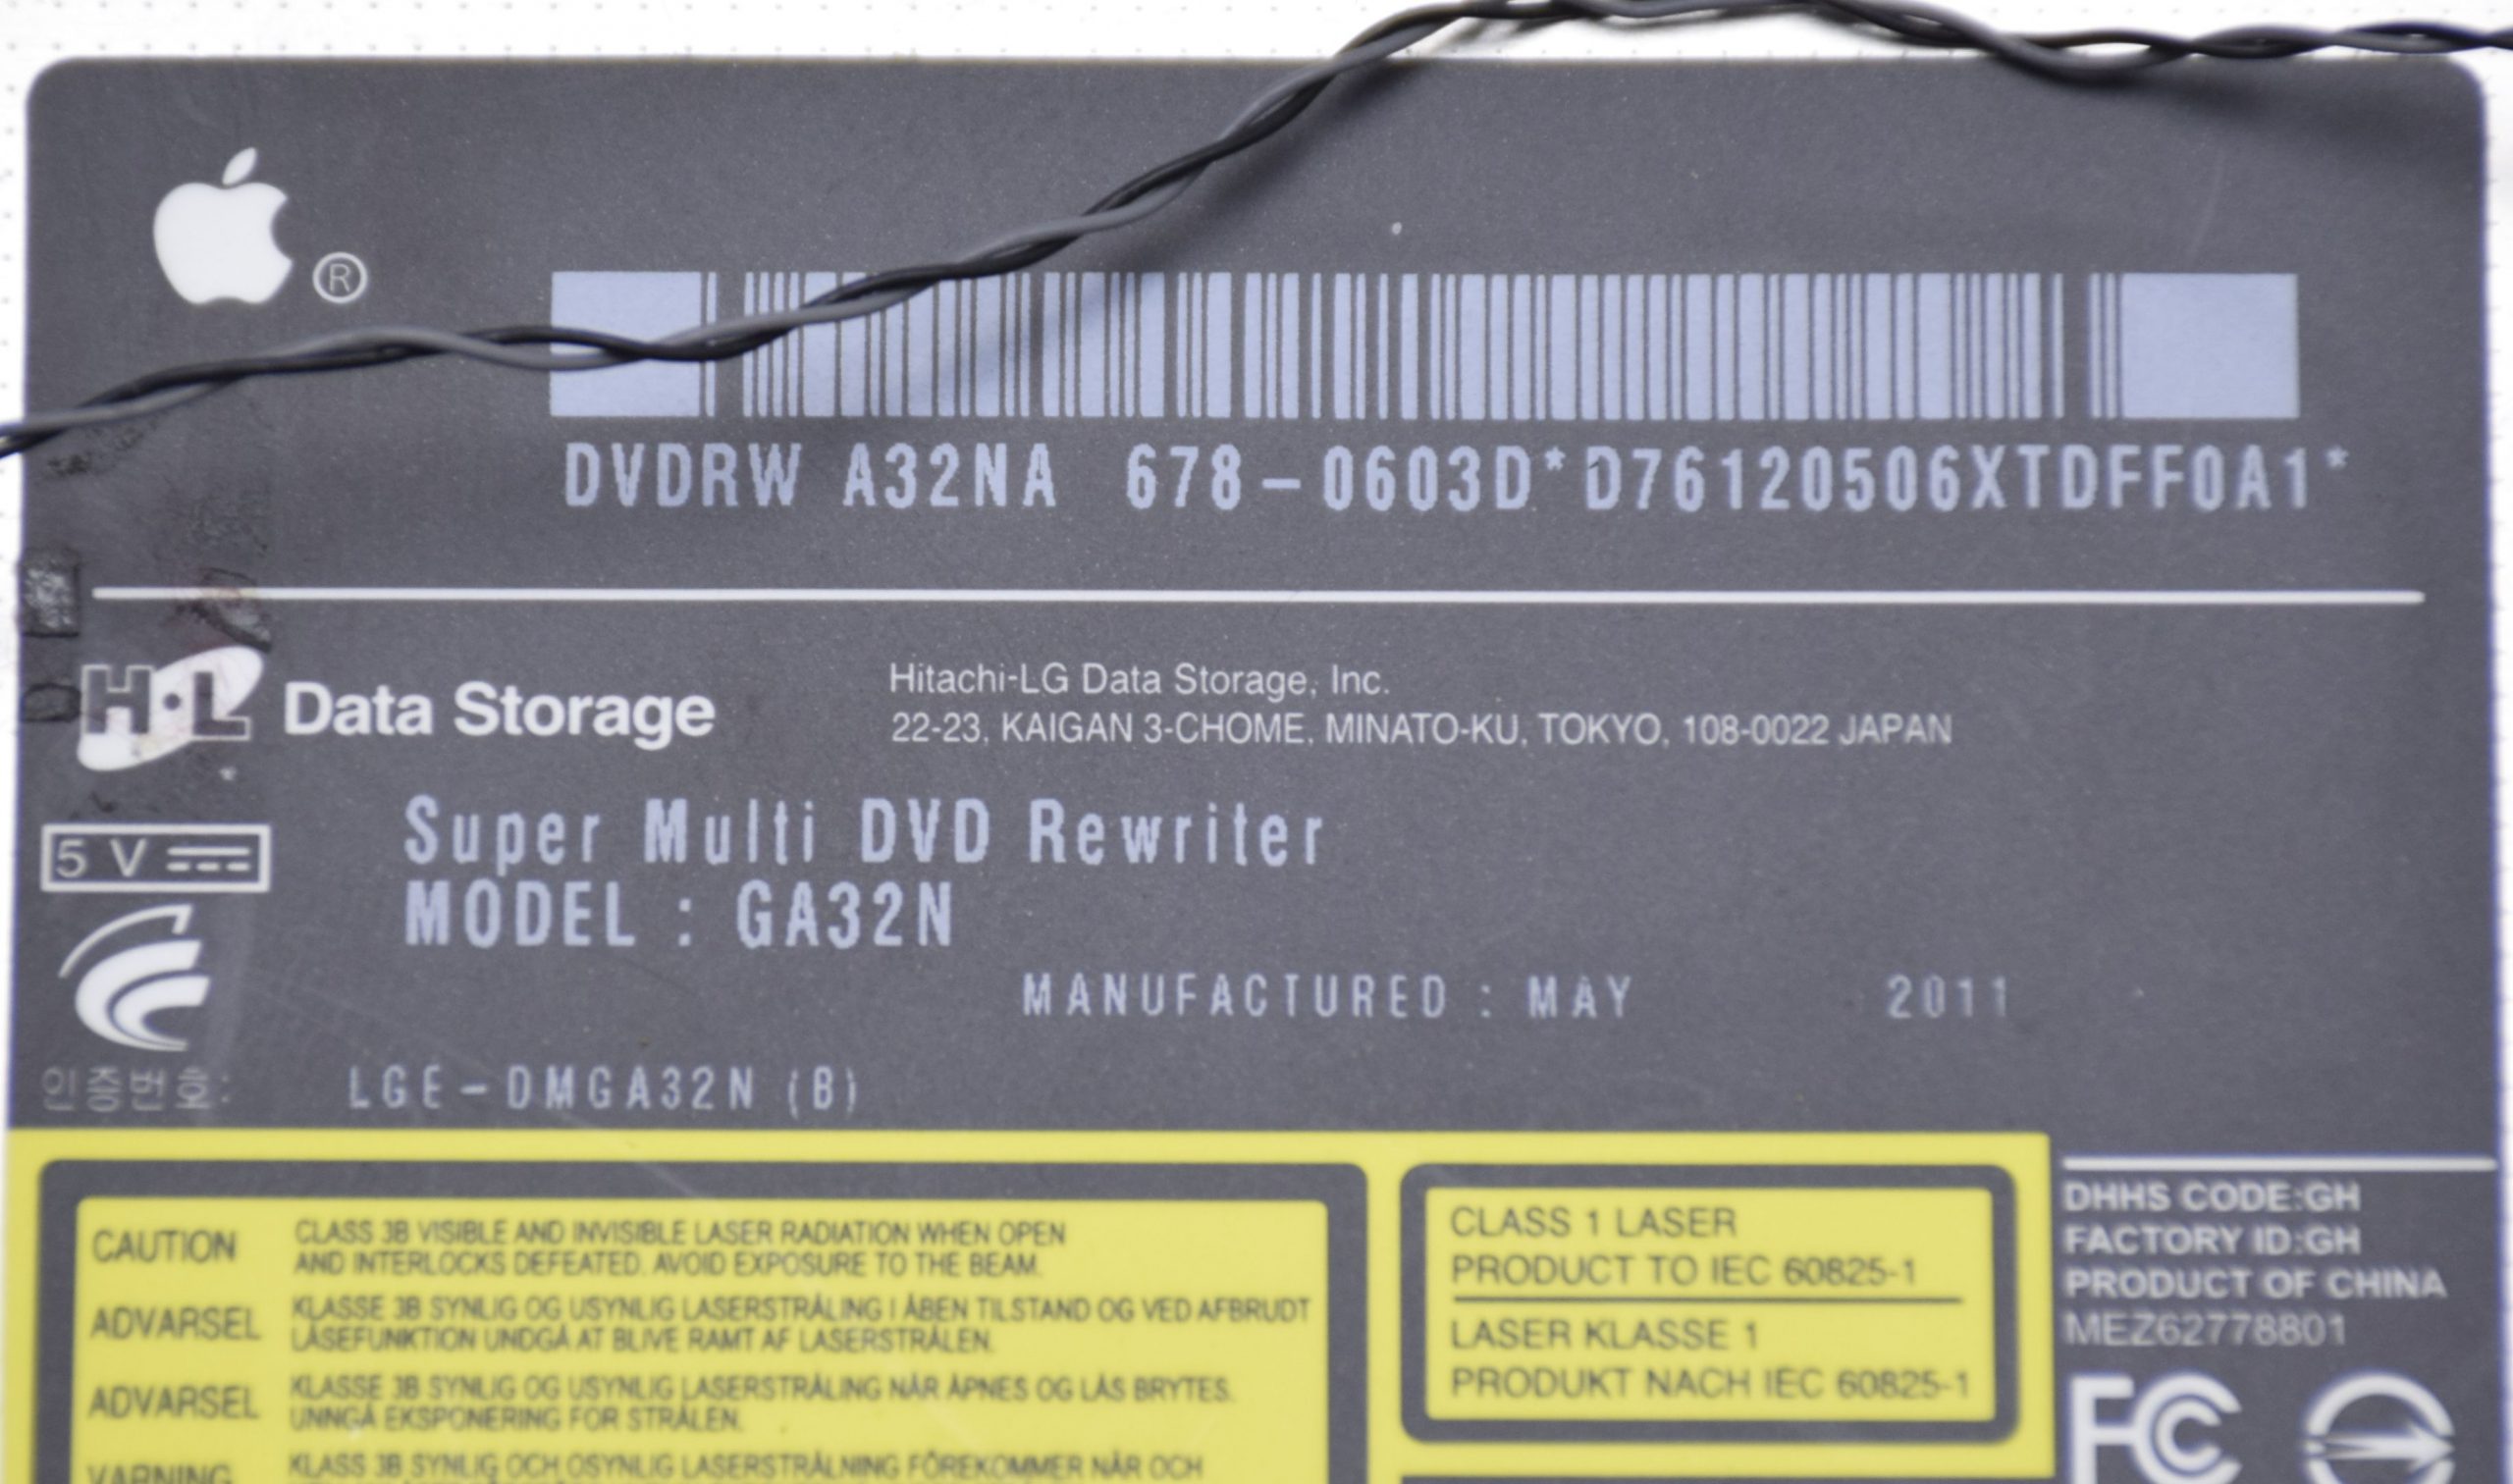 ®
DVDRW A32NA 678-0603D*D76120506XTDFF0A1*
H·L Data Storage
Hitachi-LG Data Storage, Inc.
22-23, KAIGAN 3-CHOME, MINATO-KU, TOKYO, 108-0022 JAPAN
Super Multi DVD Rewriter
5 V
MODEL : GA32N
MANUFACTURED : MAY 2011
인증번호: LGE-DMGA32N (B)
CAUTION CLASS 3B VISIBLE AND INVISIBLE LASER RADIATION WHEN OPEN
AND INTERLOCKS DEFEATED. AVOID EXPOSURE TO THE BEAM.
ADVARSEL KLASSE 3B SYNLIG OG USYNLIG LASERSTRÅLING I ÅBEN TILSTAND OG VED AFBRUDT
LÅSEFUNKTION UNDGÅ AT BLIVE RAMT AF LASERSTRÅLEN.
ADVARSEL KLASSE 3B SYNLIG OG USYNLIG LASERSTRÅLING NÅR ÅPNES OG LÅS BRYTES.
UNNGÅ EKSPONERING FOR STRÅLEN.
VARNING KLASS 3B SYNLIG OCH OSYNLIG LASERSTRÅLNING FÖREKOMMER NÄR OCH
CLASS 1 LASER
PRODUCT TO IEC 60825-1
LASER KLASSE 1
PRODUKT NACH IEC 60825-1
DHHS CODE:GH
FACTORY ID:GH
PRODUCT OF CHINA
MEZ62778801
FC